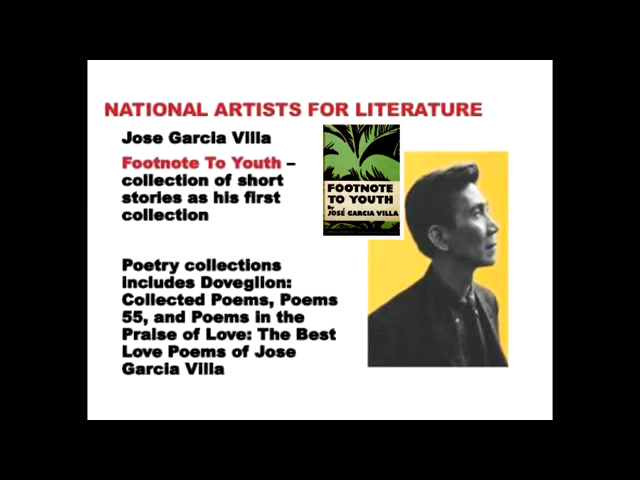 NATIONAL ARTISTS FOR LITERATURE
Jose Garcia Villa
Footnote To Youth –
collection of short
stories as his first
collection
FOOTNOTE
TO YOUTH
By
JOSÉ GARCIA VILLA
Poetry collections
includes Doveglion:
Collected Poems, Poems
55, and Poems in the
Praise of Love: The Best
Love Poems of Jose
Garcia Villa